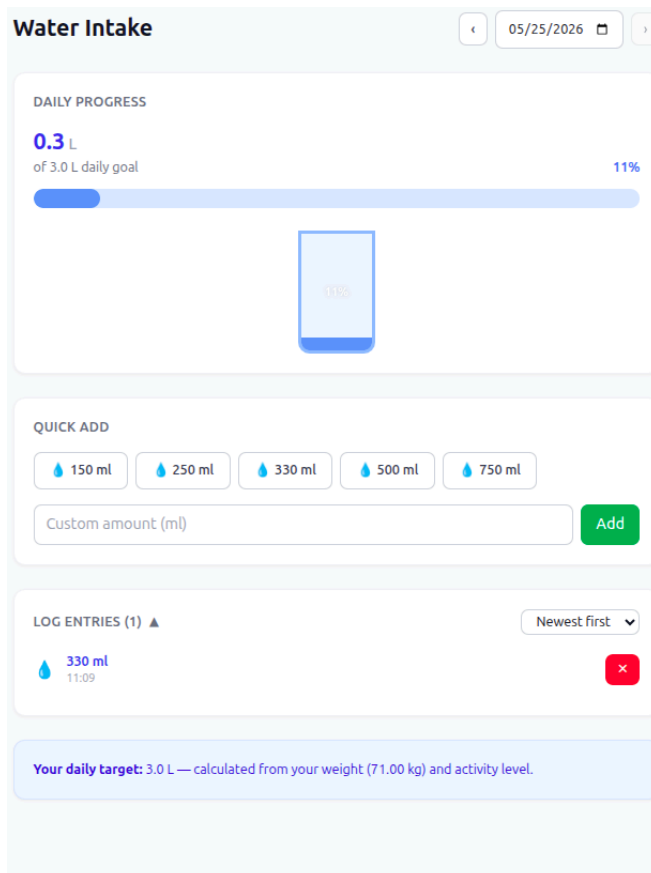 Water Intake
‹ 05/25/2026 ›
DAILY PROGRESS
0.3 L
of 3.0 L daily goal 11%
11%
QUICK ADD
150 ml 250 ml 330 ml 500 ml 750 ml
Custom amount (ml) Add
LOG ENTRIES (1) ▲ Newest first
330 ml
11:09 ✕
Your daily target: 3.0 L — calculated from your weight (71.00 kg) and activity level.